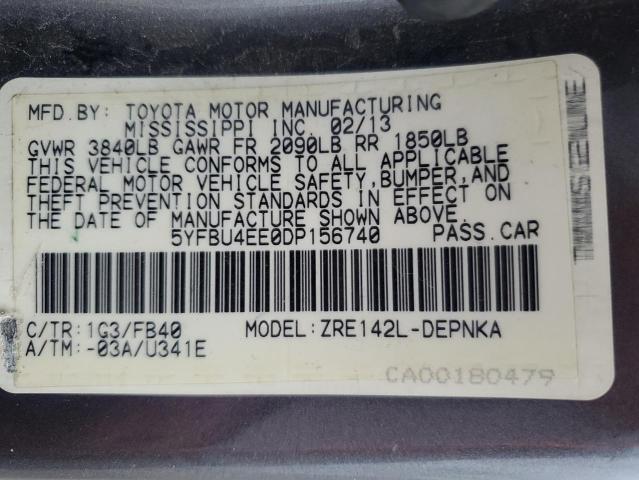 MFD.BY: TOYOTA MOTOR MANUFACTURING
MISSISSIPPI INC. 02/13
GVWR 3840LB GAWR FR 2090LB RR 1850LB
THIS VEHICLE CONFORMS TO ALL APPLICABLE
FEDERAL MOTOR VEHICLE SAFETY,BUMPER,AND
THEFT PREVENTION STANDARDS IN EFFECT ON
THE DATE OF MANUFACTURE SHOWN ABOVE.
5YFBU4EE0DP156740 PASS.CAR
C/TR:1G3/FB40 MODEL:ZRE142L-DEPNKA
A/TM:-03A/U341E
CA00180479